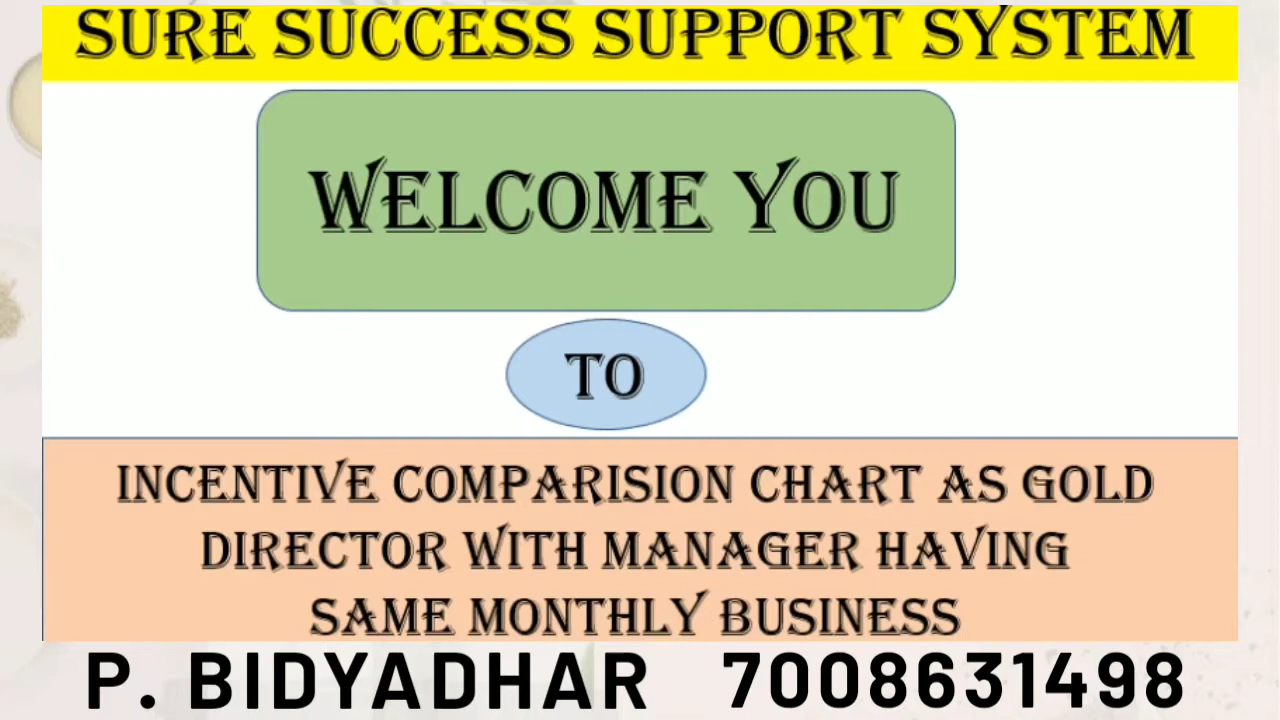 SURE SUCCESS SUPPORT SYSTEM
WELCOME YOU
TO
INCENTIVE COMPARISION CHART AS GOLD
DIRECTOR WITH MANAGER HAVING
SAME MONTHLY BUSINESS
P. BIDYADHAR 7008631498